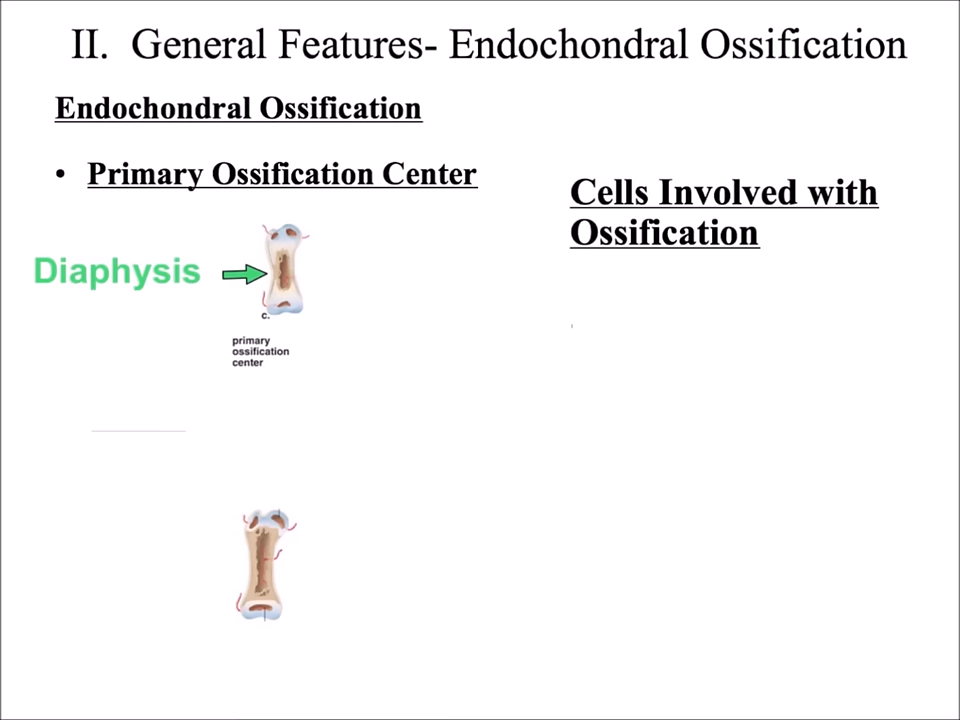 II. General Features- Endochondral Ossification
Endochondral Ossification
• Primary Ossification Center
Cells Involved with
Ossification
Diaphysis
c.
primary
ossification
center